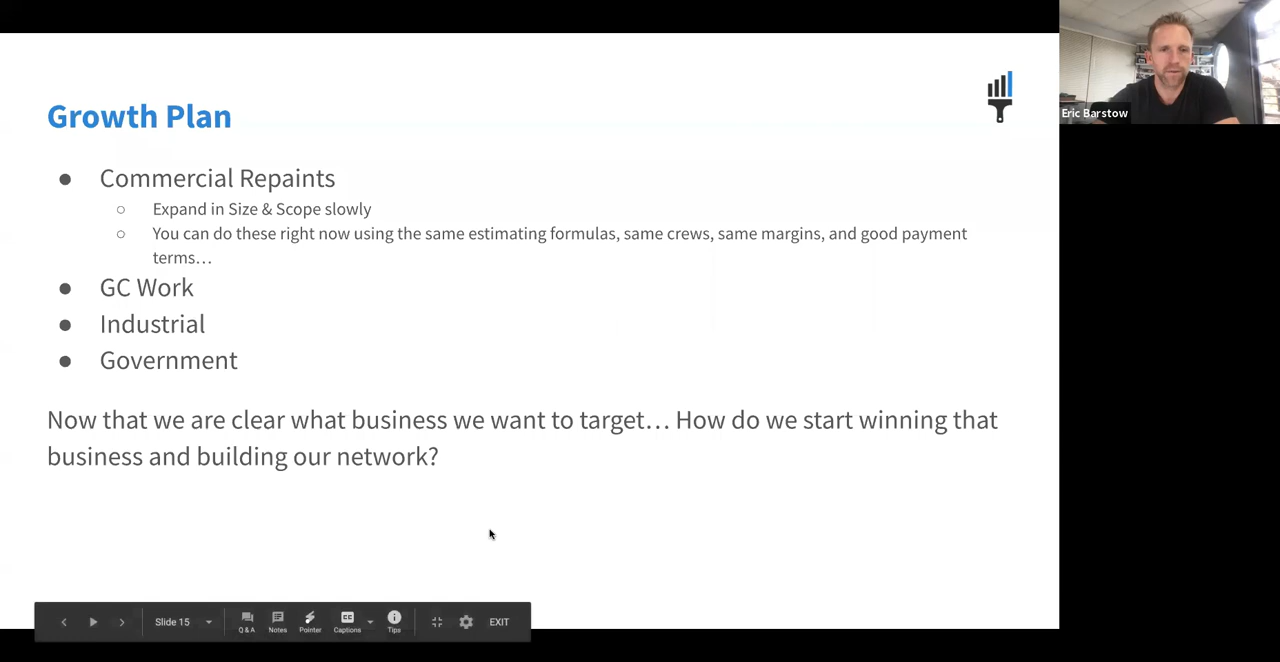 Growth Plan
Commercial Repaints
Expand in Size & Scope slowly
You can do these right now using the same estimating formulas, same crews, same margins, and good payment
terms…
GC Work
Industrial
Government
Now that we are clear what business we want to target… How do we start winning that
business and building our network?
Eric Barstow
Slide 15
Q & A
Notes
Pointer
CC
Captions
Tips
EXIT